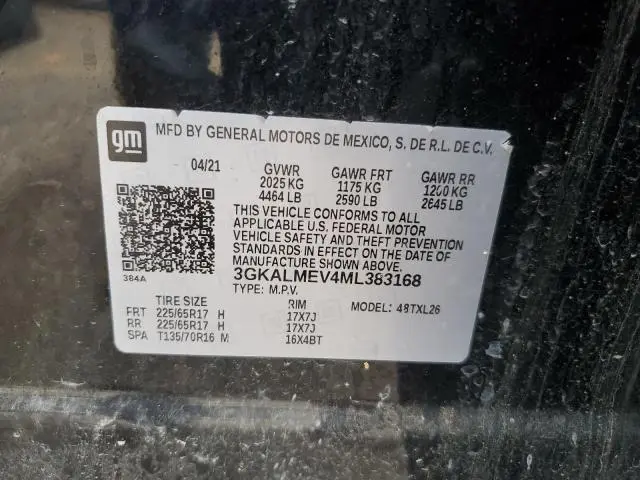 gm
MFD BY GENERAL MOTORS DE MEXICO, S. DE R.L. DE C.V.
04/21 GVWR GAWR FRT GAWR RR
2025 KG 1175 KG 1200 KG
4464 LB 2590 LB 2645 LB
THIS VEHICLE CONFORMS TO ALL
APPLICABLE U.S. FEDERAL MOTOR
VEHICLE SAFETY AND THEFT PREVENTION
STANDARDS IN EFFECT ON THE DATE OF
MANUFACTURE SHOWN ABOVE.
384A 3GKALMEV4ML383168
TYPE: M.P.V.
TIRE SIZE RIM MODEL: 48TXL26
FRT 225/65R17 H 17X7J
RR 225/65R17 H 17X7J
SPA T135/70R16 M 16X4BT